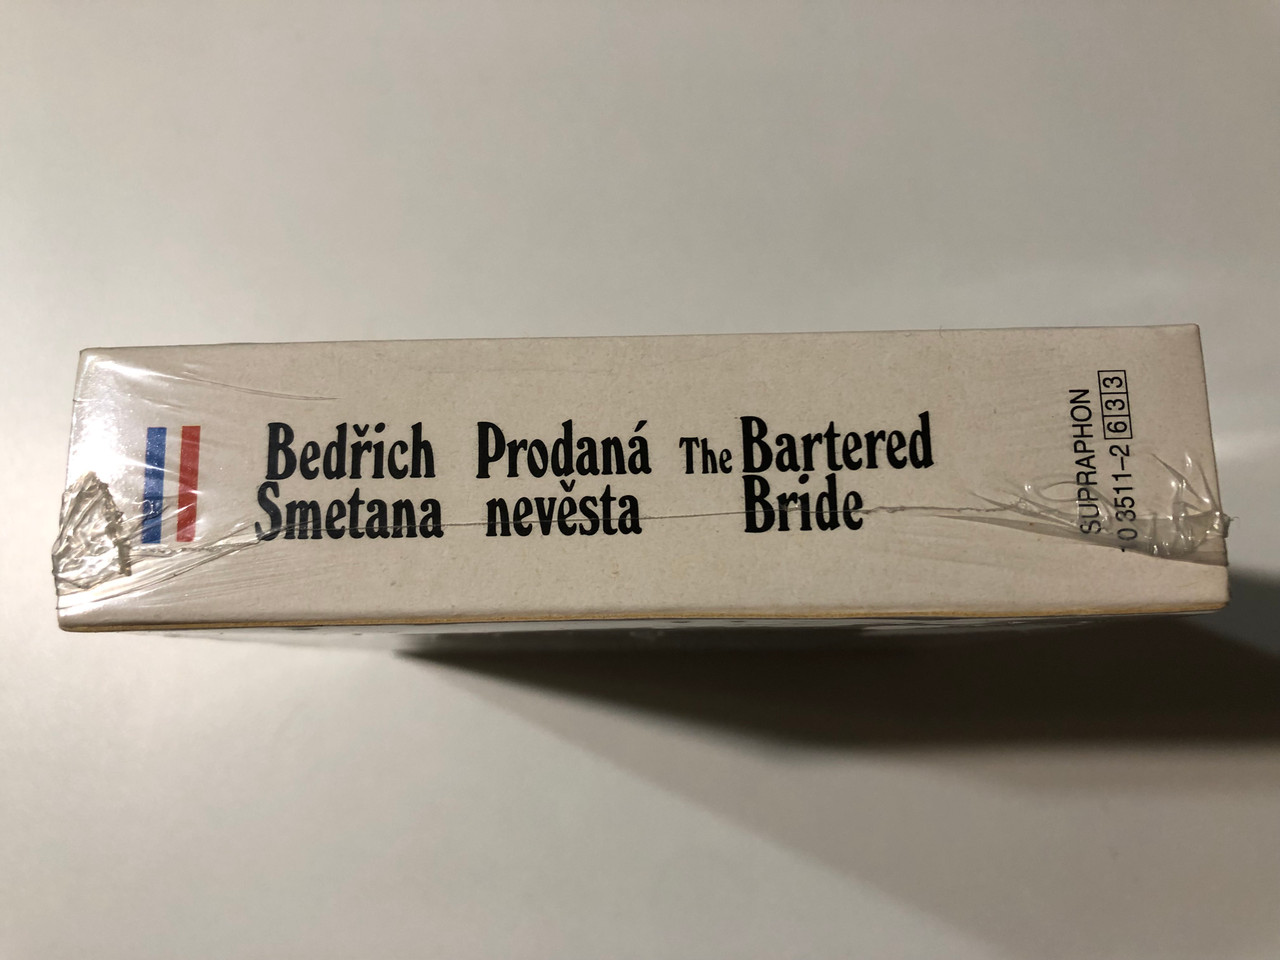 Bedřich
Smetana
Prodaná
nevěsta
The Bartered
Bride
SUPRAPHON
10 3511-2 633